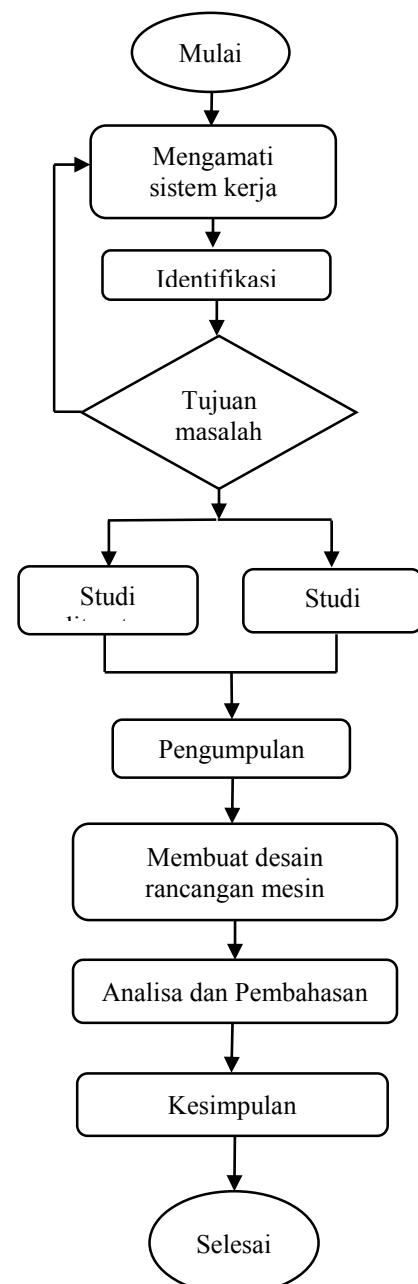 Mulai
Mengamati
sistem kerja
Identifikasi
Tujuan
masalah
Studi
Studi
Pengumpulan
Membuat desain
rancangan mesin
Analisa dan Pembahasan
Kesimpulan
Selesai